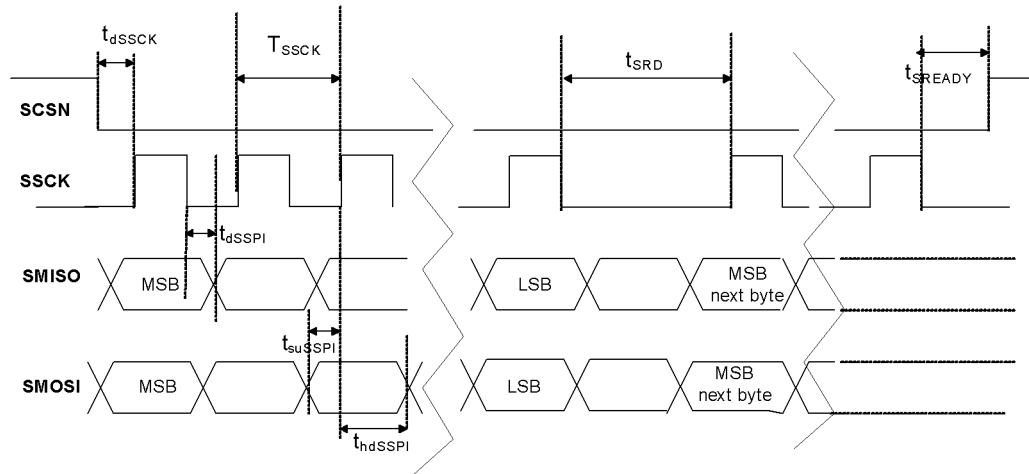 tdSSCK
TSSCK
tSRD
tSREADY
SCSN
SSCK
tdSSPI
SMISO
MSB
LSB
MSB
next byte
tsuSSPI
SMOSI
MSB
LSB
MSB
next byte
thdSSPI